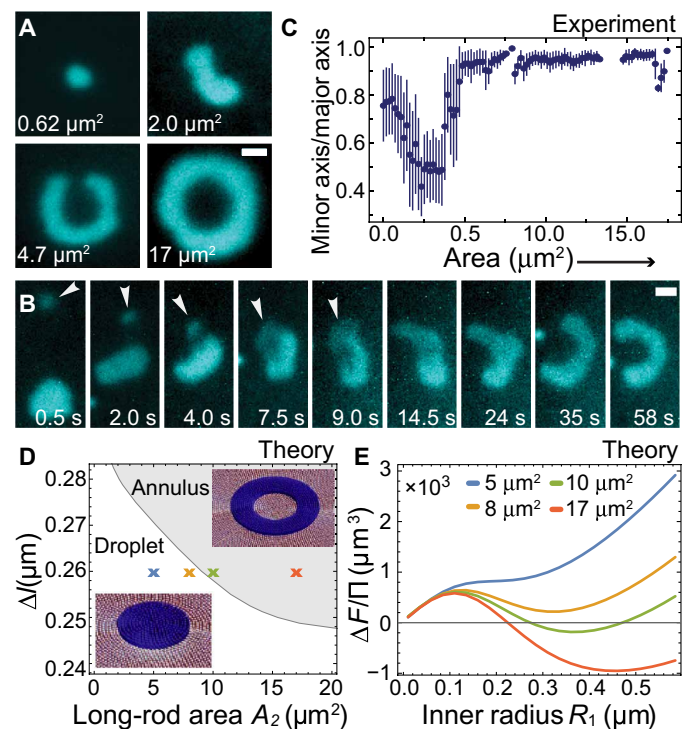 A
0.62 μm²
2.0 μm²
4.7 μm²
17 μm²
C
Experiment
Minor axis/major axis
1.0
0.8
0.6
0.4
0.0
5.0
10.0
15.0
Area (μm²)
B
0.5 s
2.0 s
4.0 s
7.5 s
9.0 s
14.5 s
24 s
35 s
58 s
D
Theory
Δl(μm)
0.28
0.27
0.26
0.25
0.24
Annulus
Droplet
0
5
10
15
20
Long-rod area A₂ (μm²)
E
Theory
ΔF/Π (μm³)
×10³
5 μm²
10 μm²
8 μm²
17 μm²
3
2
1
0
−1
0.0
0.1
0.2
0.3
0.4
0.5
0.6
Inner radius R₁ (μm)